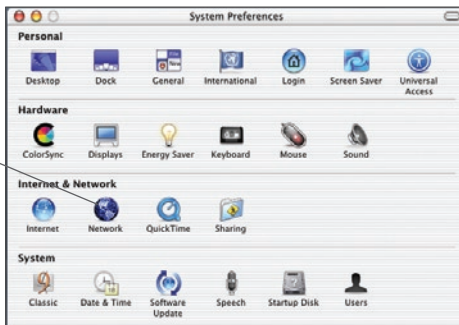 System Preferences
Personal
Desktop Dock General International Login Screen Saver Universal Access
Hardware
ColorSync Displays Energy Saver Keyboard Mouse Sound
Internet & Network
Internet Network QuickTime Sharing
System
Classic Date & Time Software Update Speech Startup Disk Users